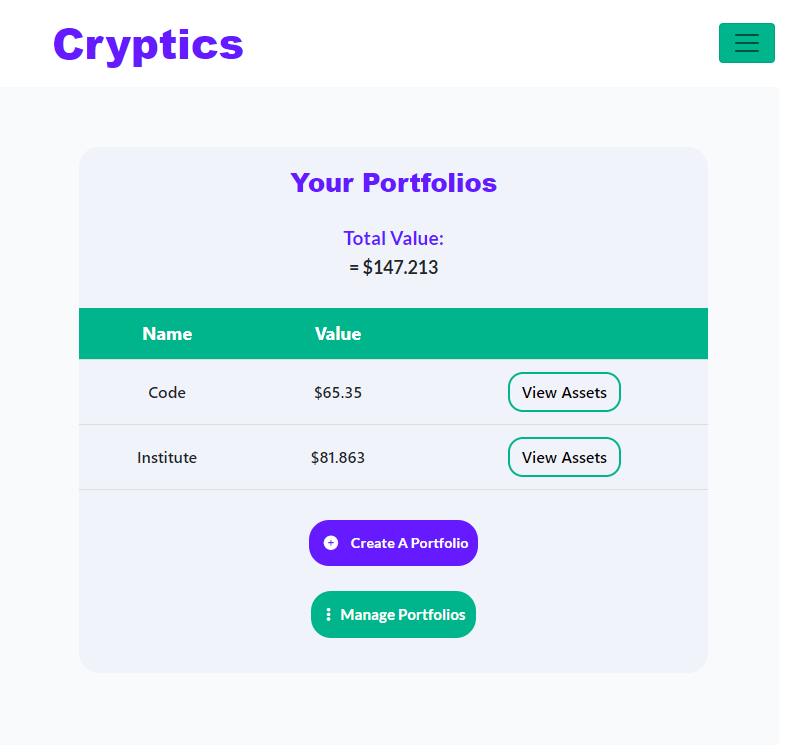 Cryptics
Your Portfolios
Total Value:
= $147.213
Name Value
Code $65.35 View Assets
Institute $81.863 View Assets
Create A Portfolio
Manage Portfolios